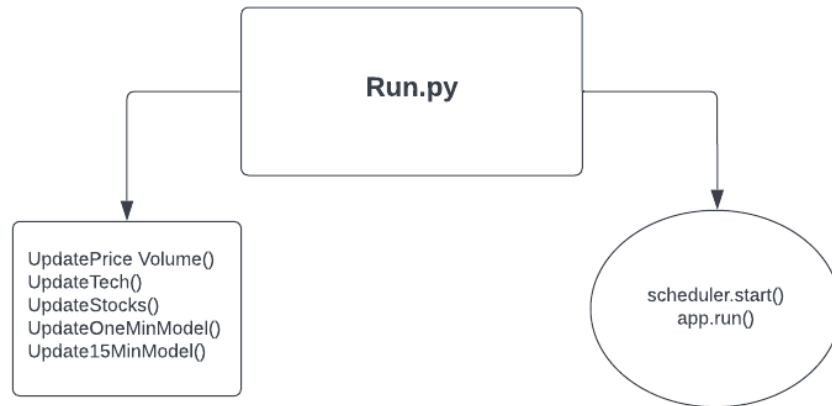 Run.py
UpdatePrice Volume()
UpdateTech()
UpdateStocks()
UpdateOneMinModel()
Update15MinModel()
scheduler.start()
app.run()